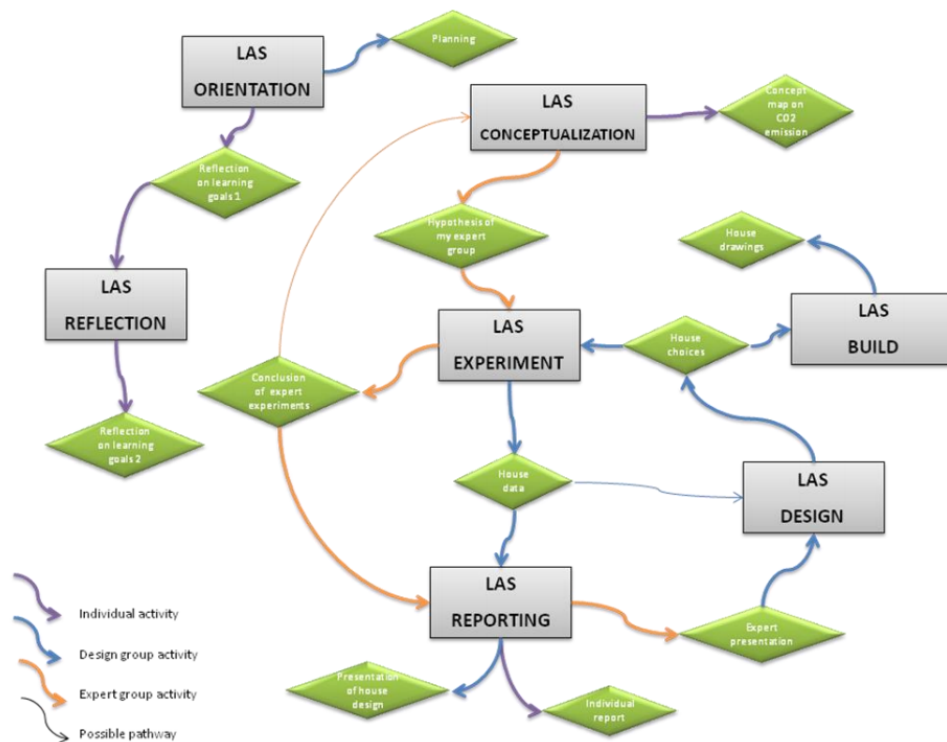 LAS
ORIENTATION
Planning
LAS
CONCEPTUALIZATION
Concept
map on
CO2
emission
Reflection
on learning
goals 1
Hypothesis of
my expert
group
House
drawings
LAS
REFLECTION
LAS
EXPERIMENT
House
choices
LAS
BUILD
Conclusion
of expert
experiments
Reflection
on learning
goals 2
House
data
LAS
DESIGN
LAS
REPORTING
Expert
presentation
Presentation
of house
design
Individual
report
Individual activity
Design group activity
Expert group activity
Possible pathway